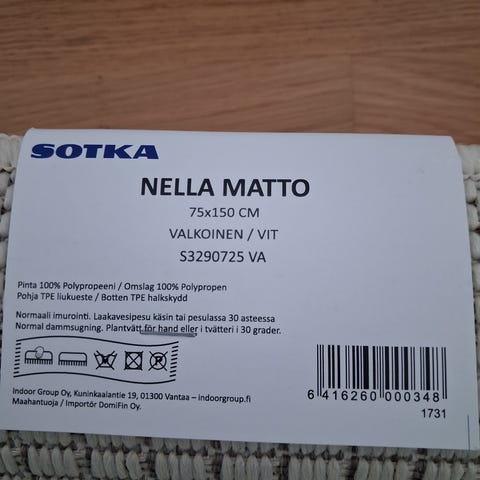 SOTKA
NELLA MATTO
75x150 CM
VALKOINEN / VIT
S3290725 VA
Pinta 100% Polypropeeni / Omslag 100% Polypropen
Pohja TPE liukueste / Botten TPE halkskydd
Normaali imurointi. Laakavesipesu käsin tai pesulassa 30 asteessa
Normal dammsugning. Plantvätt för hand eller i tvätteri i 30 grader.
Indoor Group Oy, Kuninkaalantie 19, 01300 Vantaa – indoorgroup.fi
Maahantuoja / Importör DomiFin Oy.
6 416260 000348
1731